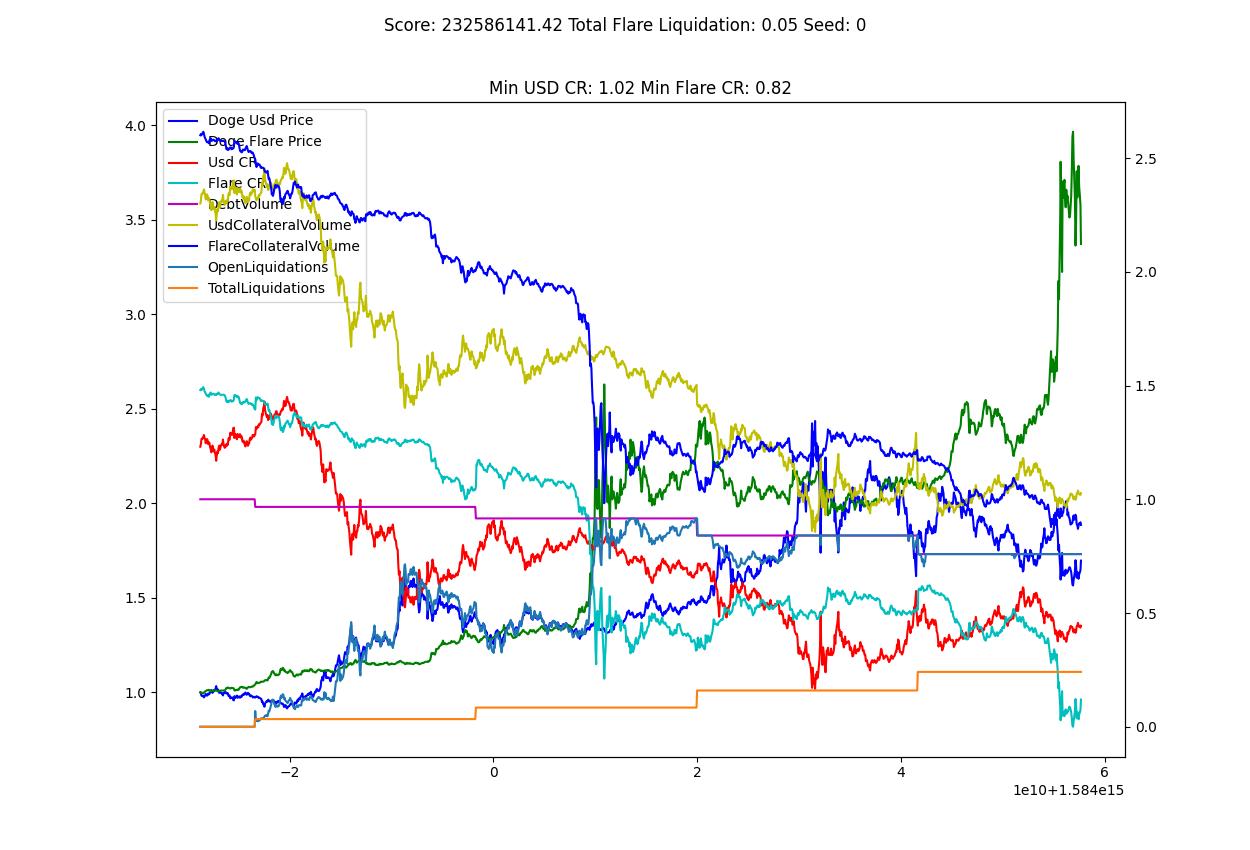 Score: 232586141.42 Total Flare Liquidation: 0.05 Seed: 0
Min USD CR: 1.02 Min Flare CR: 0.82
Doge Usd Price
Doge Flare Price
Usd CR
Flare CR
DebtVolume
UsdCollateralVolume
FlareCollateralVolume
OpenLiquidations
TotalLiquidations
4.0
3.5
3.0
2.5
2.0
1.5
1.0
2.5
2.0
1.5
1.0
0.5
0.0
−2
0
2
4
6
1e10+1.584e15